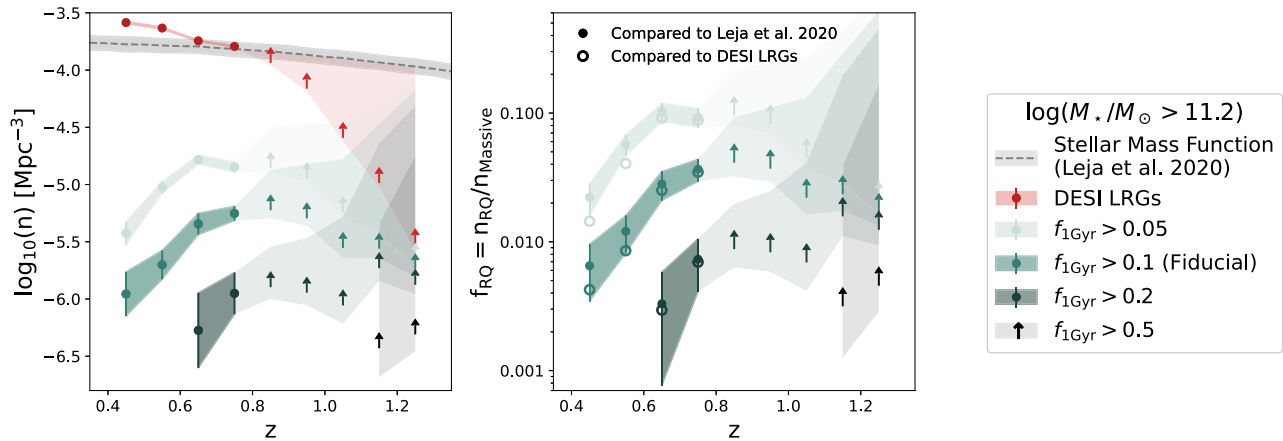 −3.5
−4.0
−4.5
−5.0
−5.5
−6.0
−6.5
log₁₀(n) [Mpc⁻³]
0.4 0.6 0.8 1.0 1.2
z
Compared to Leja et al. 2020
Compared to DESI LRGs
0.100
0.010
0.001
f_RQ = n_RQ/n_Massive
0.4 0.6 0.8 1.0 1.2
z
log(M⋆/M⊙ > 11.2)
Stellar Mass Function
(Leja et al. 2020)
DESI LRGs
f₁Gyr > 0.05
f₁Gyr > 0.1 (Fiducial)
f₁Gyr > 0.2
f₁Gyr > 0.5